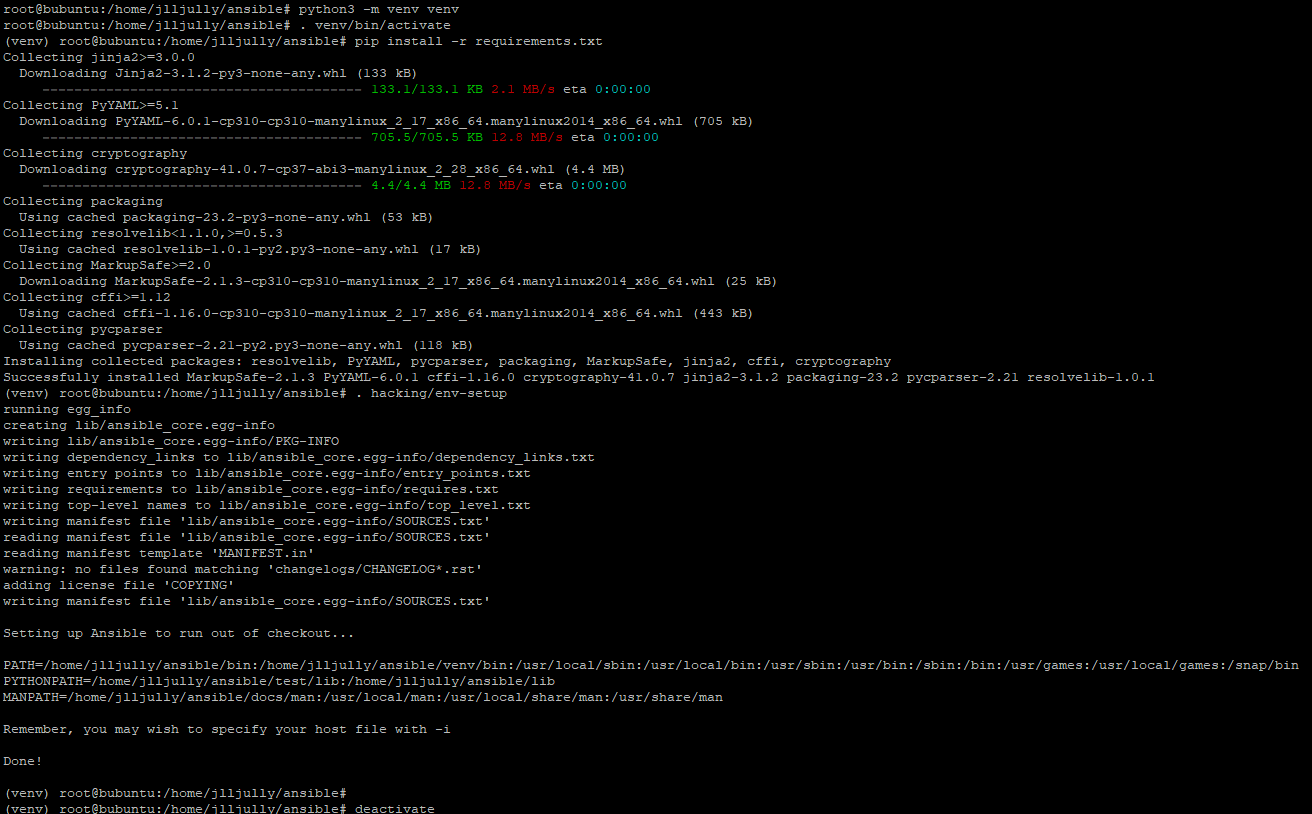 root@bubuntu:/home/jlljully/ansible# python3 -m venv venv
root@bubuntu:/home/jlljully/ansible# . venv/bin/activate
(venv) root@bubuntu:/home/jlljully/ansible# pip install -r requirements.txt
Collecting jinja2>=3.0.0
  Downloading Jinja2-3.1.2-py3-none-any.whl (133 kB)
     ---------------------------------------- 133.1/133.1 KB 2.1 MB/s eta 0:00:00
Collecting PyYAML>=5.1
  Downloading PyYAML-6.0.1-cp310-cp310-manylinux_2_17_x86_64.manylinux2014_x86_64.whl (705 kB)
     ---------------------------------------- 705.5/705.5 KB 12.8 MB/s eta 0:00:00
Collecting cryptography
  Downloading cryptography-41.0.7-cp37-abi3-manylinux_2_28_x86_64.whl (4.4 MB)
     ---------------------------------------- 4.4/4.4 MB 12.8 MB/s eta 0:00:00
Collecting packaging
  Using cached packaging-23.2-py3-none-any.whl (53 kB)
Collecting resolvelib<1.1.0,>=0.5.3
  Using cached resolvelib-1.0.1-py2.py3-none-any.whl (17 kB)
Collecting MarkupSafe>=2.0
  Downloading MarkupSafe-2.1.3-cp310-cp310-manylinux_2_17_x86_64.manylinux2014_x86_64.whl (25 kB)
Collecting cffi>=1.12
  Using cached cffi-1.16.0-cp310-cp310-manylinux_2_17_x86_64.manylinux2014_x86_64.whl (443 kB)
Collecting pycparser
  Using cached pycparser-2.21-py2.py3-none-any.whl (118 kB)
Installing collected packages: resolvelib, PyYAML, pycparser, packaging, MarkupSafe, jinja2, cffi, cryptography
Successfully installed MarkupSafe-2.1.3 PyYAML-6.0.1 cffi-1.16.0 cryptography-41.0.7 jinja2-3.1.2 packaging-23.2 pycparser-2.21 resolvelib-1.0.1
(venv) root@bubuntu:/home/jlljully/ansible# . hacking/env-setup
running egg_info
creating lib/ansible_core.egg-info
writing lib/ansible_core.egg-info/PKG-INFO
writing dependency_links to lib/ansible_core.egg-info/dependency_links.txt
writing entry points to lib/ansible_core.egg-info/entry_points.txt
writing requirements to lib/ansible_core.egg-info/requires.txt
writing top-level names to lib/ansible_core.egg-info/top_level.txt
writing manifest file 'lib/ansible_core.egg-info/SOURCES.txt'
reading manifest file 'lib/ansible_core.egg-info/SOURCES.txt'
reading manifest template 'MANIFEST.in'
warning: no files found matching 'changelogs/CHANGELOG*.rst'
adding license file 'COPYING'
writing manifest file 'lib/ansible_core.egg-info/SOURCES.txt'

Setting up Ansible to run out of checkout...

PATH=/home/jlljully/ansible/bin:/home/jlljully/ansible/venv/bin:/usr/local/sbin:/usr/local/bin:/usr/sbin:/usr/bin:/sbin:/bin:/usr/games:/usr/local/games:/snap/bin
PYTHONPATH=/home/jlljully/ansible/test/lib:/home/jlljully/ansible/lib
MANPATH=/home/jlljully/ansible/docs/man:/usr/local/man:/usr/local/share/man:/usr/share/man

Remember, you may wish to specify your host file with -i

Done!

(venv) root@bubuntu:/home/jlljully/ansible#
(venv) root@bubuntu:/home/jlljully/ansible# deactivate